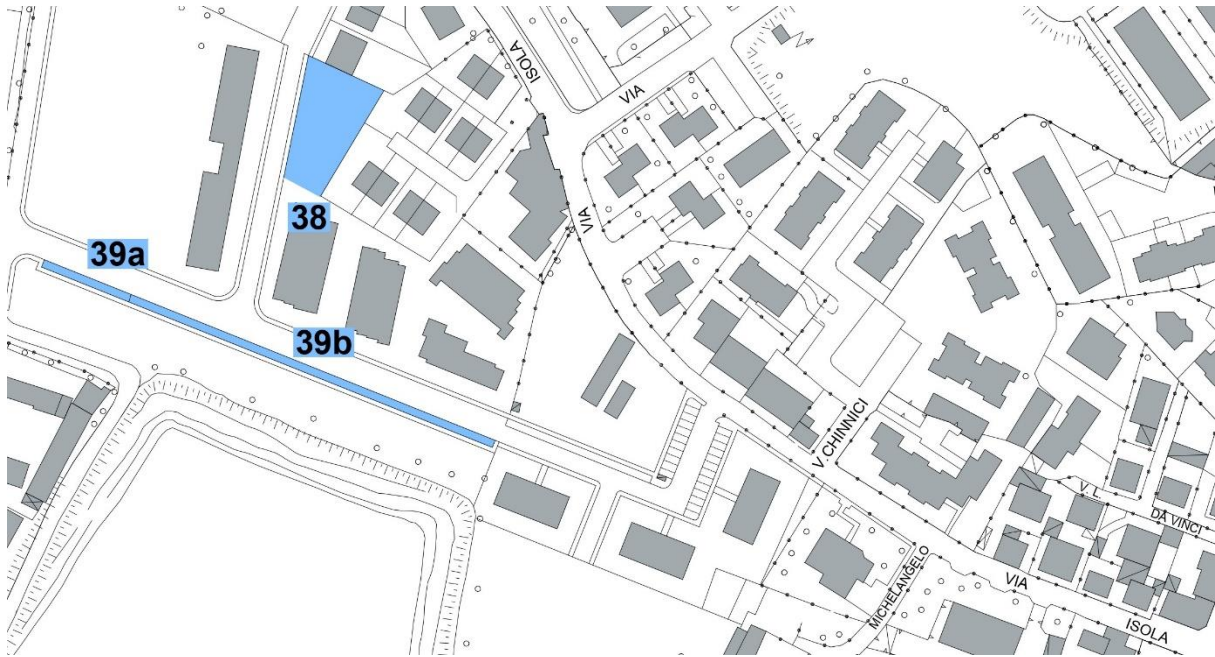 ISOLA
VIA
38
VIA
39a
39b
V. CHINNICI
V. L.
DA VINCI
MICHELANGELO
VIA
ISOLA